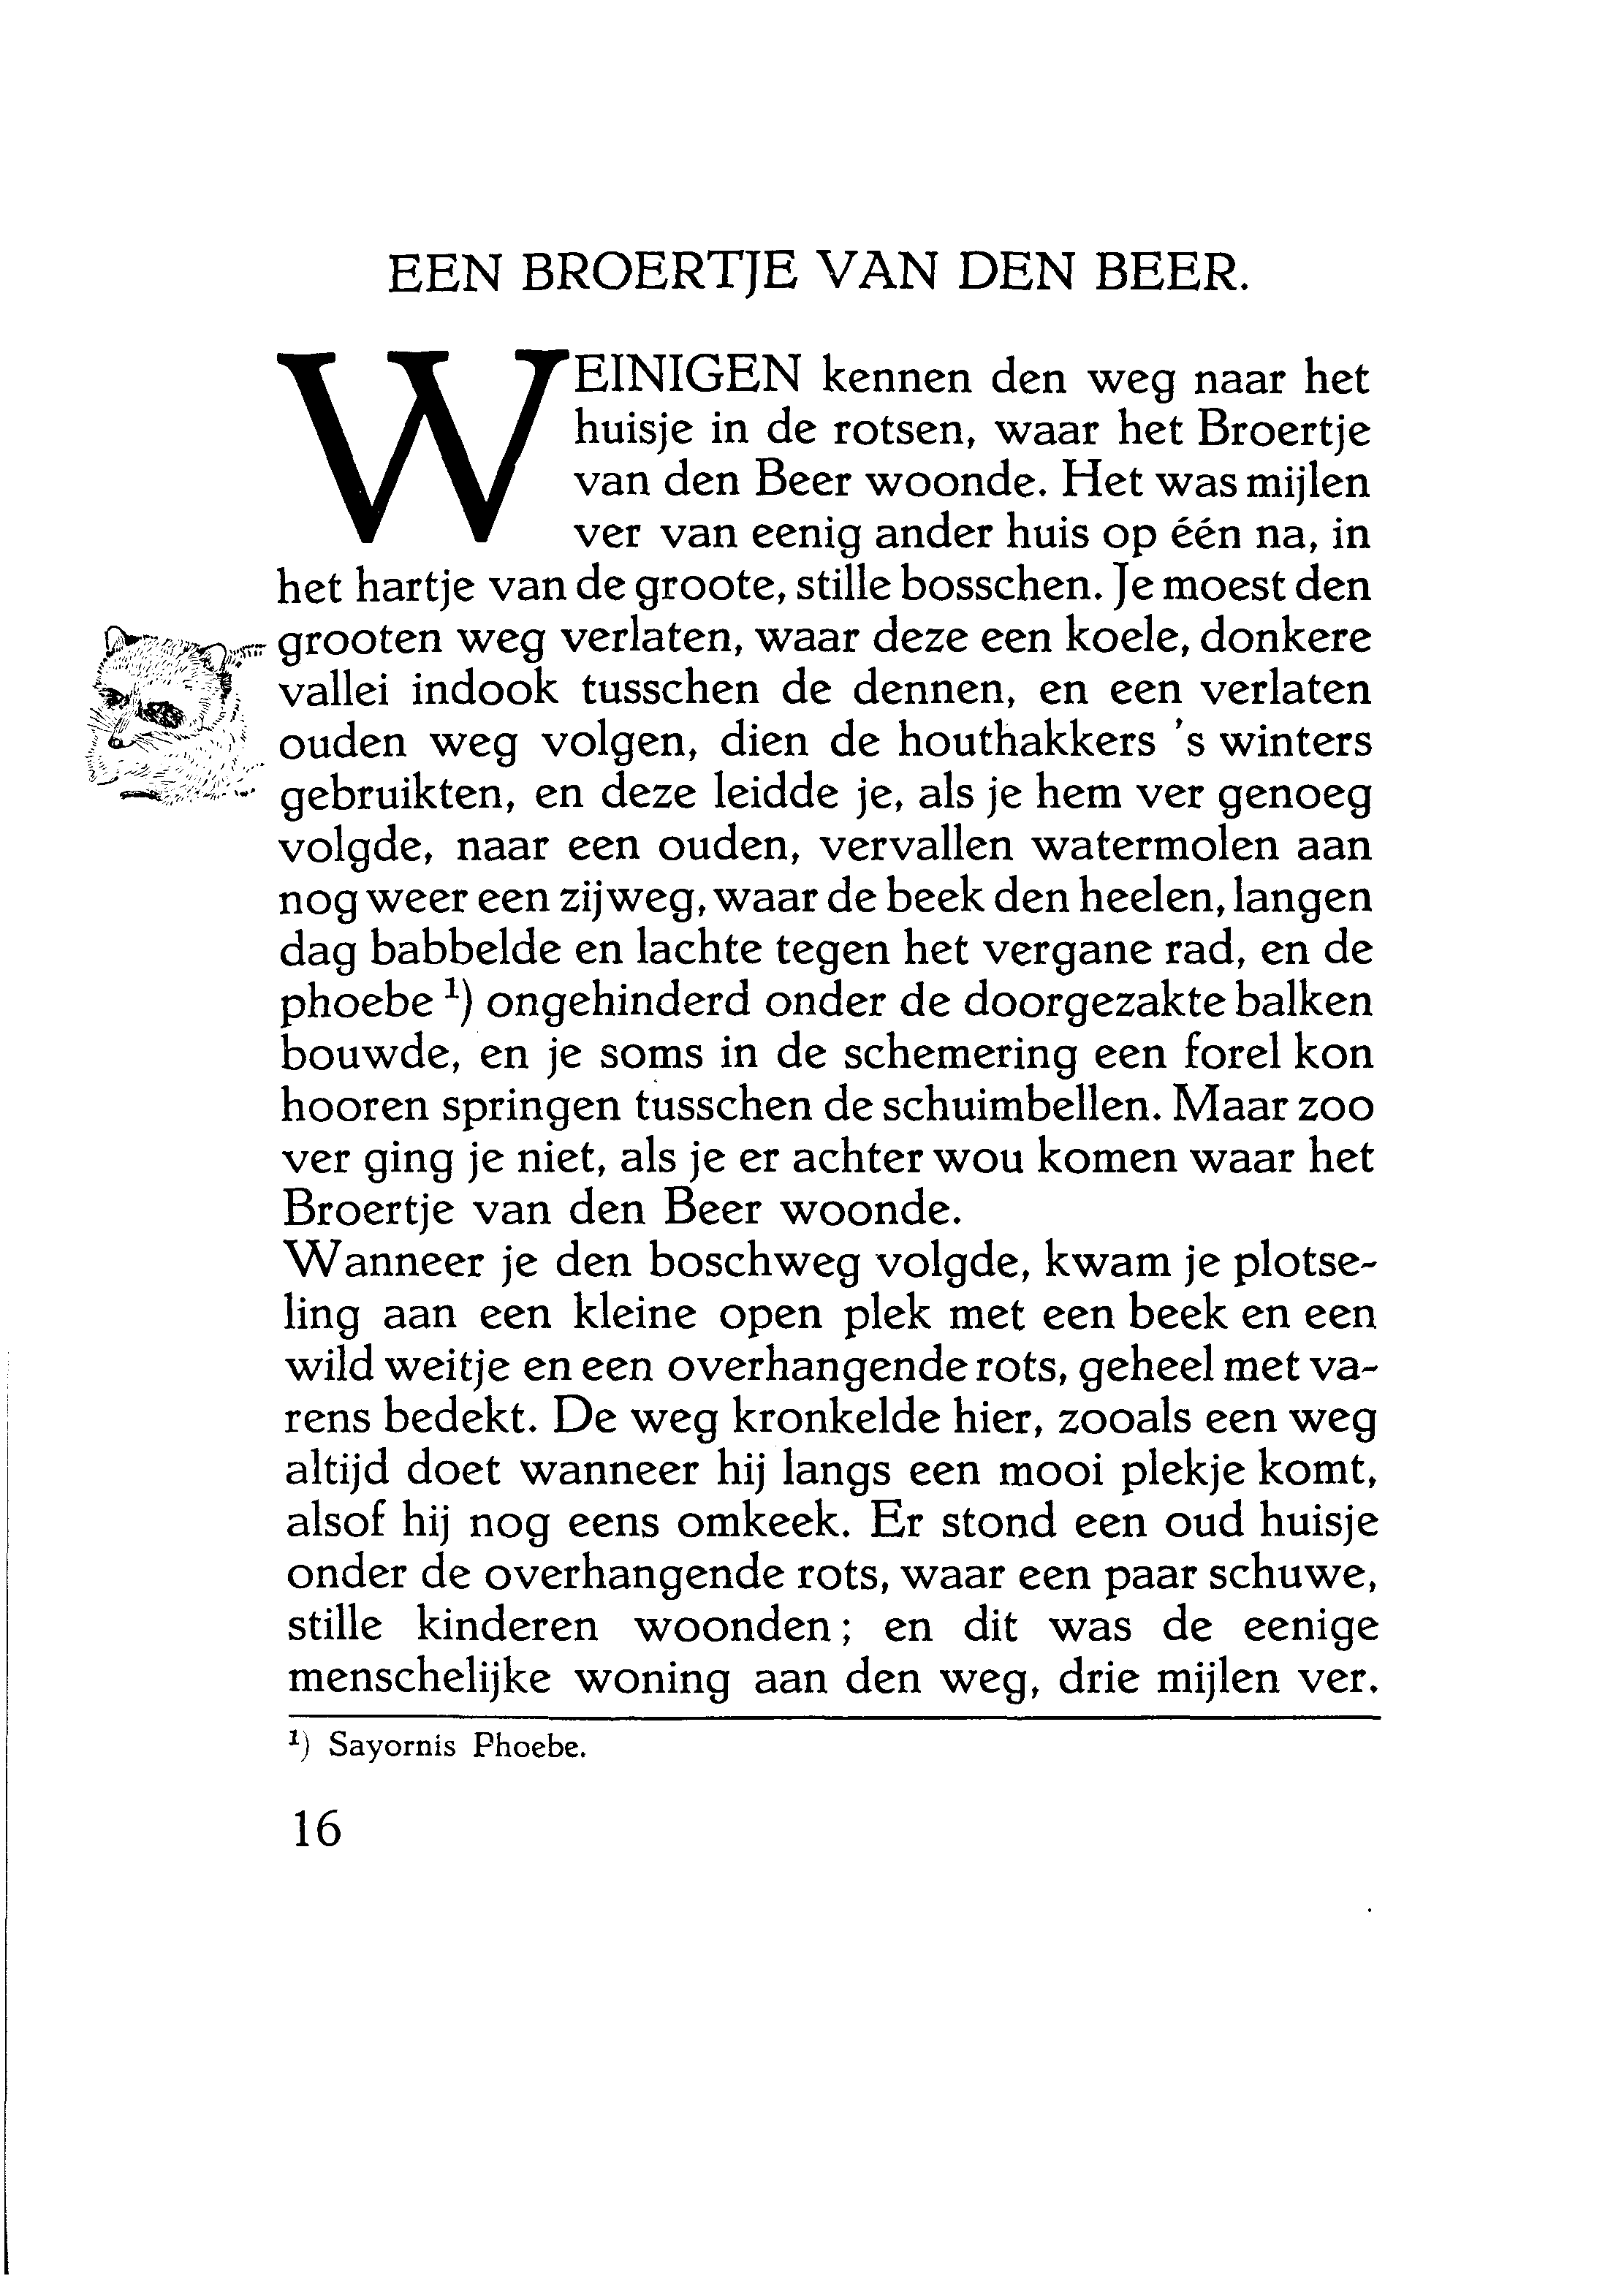 EEN BROERTJE VAN DEN BEER.
WEINIGEN kennen den weg naar het
huisje in de rotsen, waar het Broertje
van den Beer woonde. Het was mijlen
ver van eenig ander huis op één na, in
het hartje van de groote, stille bosschen. Je moest den
grooten weg verlaten, waar deze een koele, donkere
vallei indook tusschen de dennen, en een verlaten
ouden weg volgen, dien de houthakkers 's winters
gebruikten, en deze leidde je, als je hem ver genoeg
volgde, naar een ouden, vervallen watermolen aan
nog weer een zijweg, waar de beek den heelen, langen
dag babbelde en lachte tegen het vergane rad, en de
phoebe ¹) ongehinderd onder de doorgezakte balken
bouwde, en je soms in de schemering een forel kon
hooren springen tusschen de schuimbellen. Maar zoo
ver ging je niet, als je er achter wou komen waar het
Broertje van den Beer woonde.
Wanneer je den boschweg volgde, kwam je plotse-
ling aan een kleine open plek met een beek en een
wild weitje en een overhangende rots, geheel met va-
rens bedekt. De weg kronkelde hier, zooals een weg
altijd doet wanneer hij langs een mooi plekje komt,
alsof hij nog eens omkeek. Er stond een oud huisje
onder de overhangende rots, waar een paar schuwe,
stille kinderen woonden; en dit was de eenige
menschelijke woning aan den weg, drie mijlen ver.
¹) Sayornis Phoebe.
16